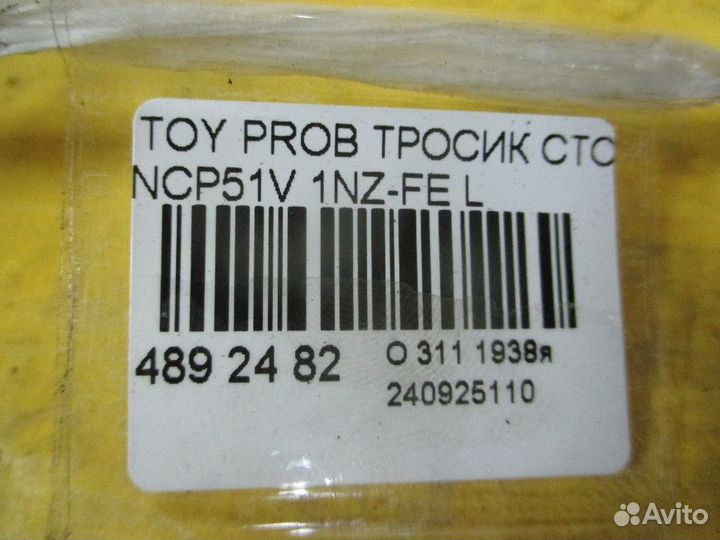 TOY PROB ТРОСИК СТО
NCP51V 1NZ-FE L
489 24 82
О 311 1938я
240925110
Avito